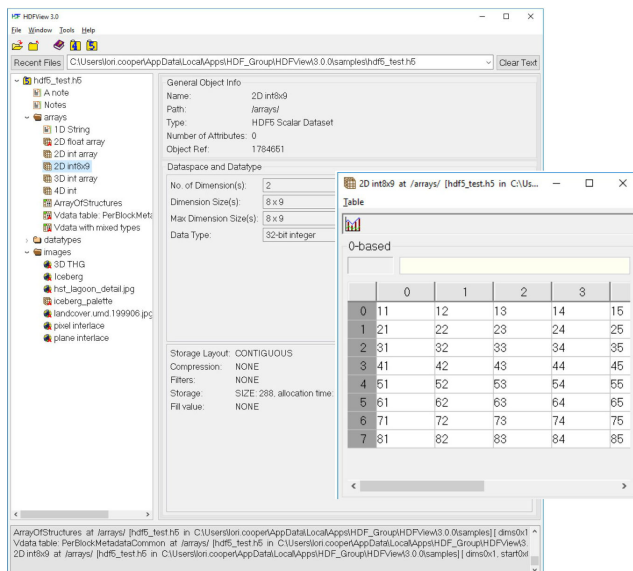 HDF HDFView 3.0
File Window Tools Help
Recent Files C:\Users\lori.cooper\AppData\Local\Apps\HDF_Group\HDFView\3.0.0\samples\hdf5_test.h5 Clear Text
hdf5_test.h5
A note
Notes
arrays
1D String
2D float array
2D int array
2D int8x9
3D int array
4D int
ArrayOfStructures
Vdata table: PerBlockMeta
Vdata with mixed types
datatypes
images
3D THG
Iceberg
hst_lagoon_detail.jpg
iceberg_palette
landcover.umd.199906.jpg
pixel interlace
plane interlace
General Object Info
Name: 2D int8x9
Path: /arrays/
Type: HDF5 Scalar Dataset
Number of Attributes: 0
Object Ref: 1784651
Dataspace and Datatype
No. of Dimension(s): 2
Dimension Size(s): 8 x 9
Max Dimension Size(s): 8 x 9
Data Type: 32-bit integer
Storage Layout: CONTIGUOUS
Compression: NONE
Filters: NONE
Storage: SIZE: 288, allocation time:
Fill value: NONE
2D int8x9 at /arrays/ [hdf5_test.h5 in C:\Us...
Table
0-based
0 1 2 3
0 11 12 13 14 15
1 21 22 23 24 25
2 31 32 33 34 35
3 41 42 43 44 45
4 51 52 53 54 55
5 61 62 63 64 65
6 71 72 73 74 75
7 81 82 83 84 85
ArrayOfStructures at /arrays/ [hdf5_test.h5 in C:\Users\lori.cooper\AppData\Local\Apps\HDF_Group\HDFView\3.0.0\samples] [ dims0x1
Vdata table: PerBlockMetadataCommon at /arrays/ [hdf5_test.h5 in C:\Users\lori.cooper\AppData\Local\Apps\HDF_Group\HDFView\3.
2D int8x9 at /arrays/ [hdf5_test.h5 in C:\Users\lori.cooper\AppData\Local\Apps\HDF_Group\HDFView\3.0.0\samples] [ dims0x1, start0x